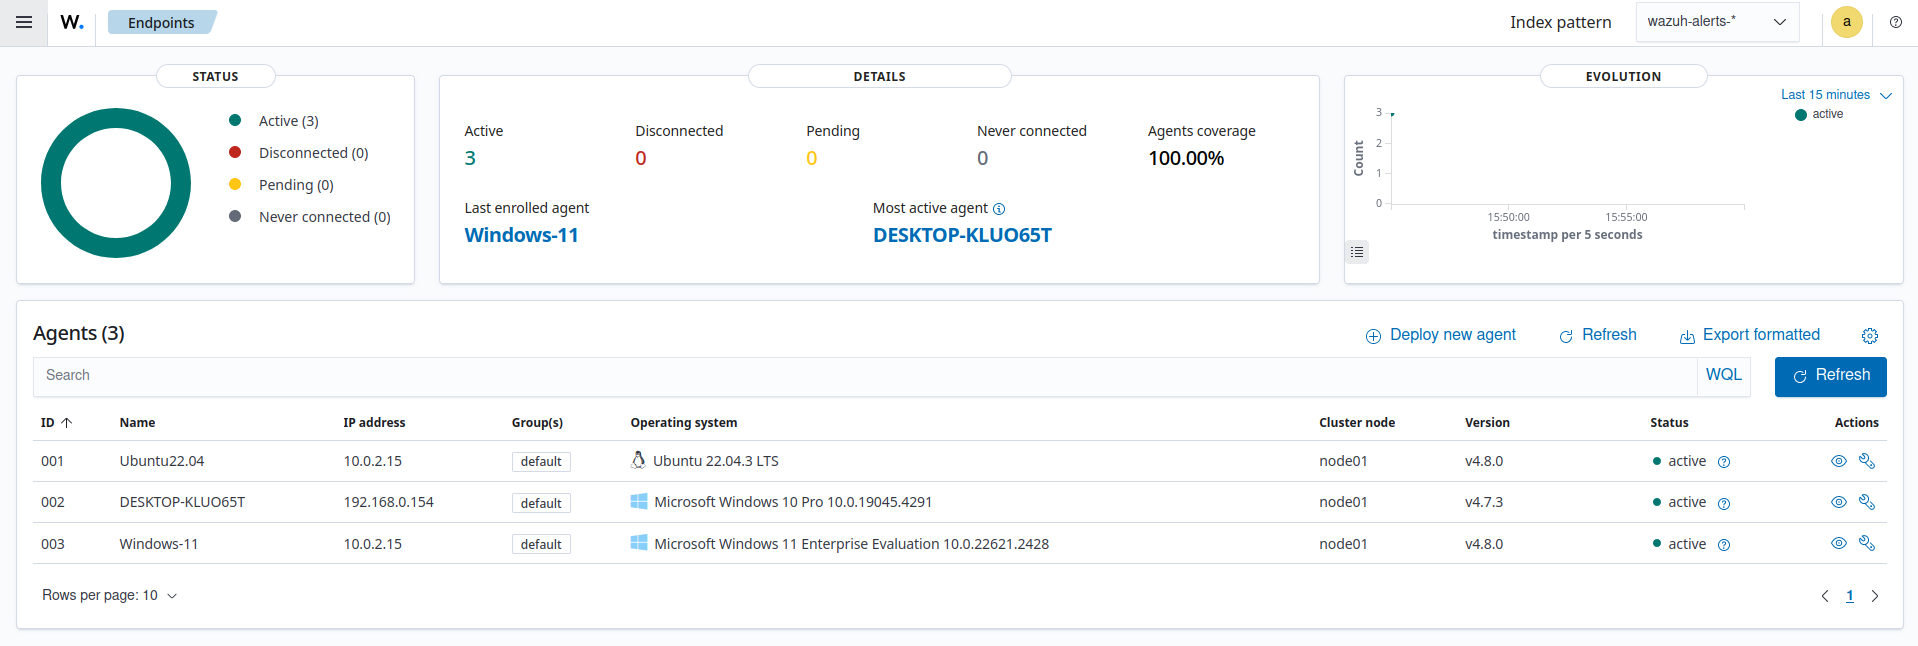 W. Endpoints Index pattern wazuh-alerts-* a
STATUS
Active (3)
Disconnected (0)
Pending (0)
Never connected (0)
DETAILS
Active Disconnected Pending Never connected Agents coverage
3 0 0 0 100.00%
Last enrolled agent Most active agent
Windows-11 DESKTOP-KLUO65T
EVOLUTION
Last 15 minutes
active
3
2
1
0
Count
15:50:00 15:55:00
timestamp per 5 seconds
Agents (3) Deploy new agent Refresh Export formatted
Search WQL Refresh
ID Name IP address Group(s) Operating system Cluster node Version Status Actions
001 Ubuntu22.04 10.0.2.15 default Ubuntu 22.04.3 LTS node01 v4.8.0 active
002 DESKTOP-KLUO65T 192.168.0.154 default Microsoft Windows 10 Pro 10.0.19045.4291 node01 v4.7.3 active
003 Windows-11 10.0.2.15 default Microsoft Windows 11 Enterprise Evaluation 10.0.22621.2428 node01 v4.8.0 active
Rows per page: 10 1